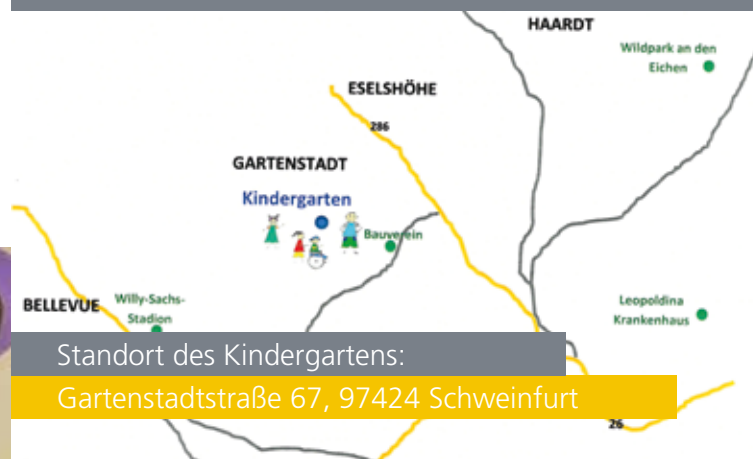 HAARDT
Wildpark an den
Eichen
ESELSHÖHE
286
GARTENSTADT
Kindergarten
Bauverein
BELLEVUE
Willy-Sachs-
Stadion
Leopoldina
Krankenhaus
Standort des Kindergartens:
Gartenstadtstraße 67, 97424 Schweinfurt
26